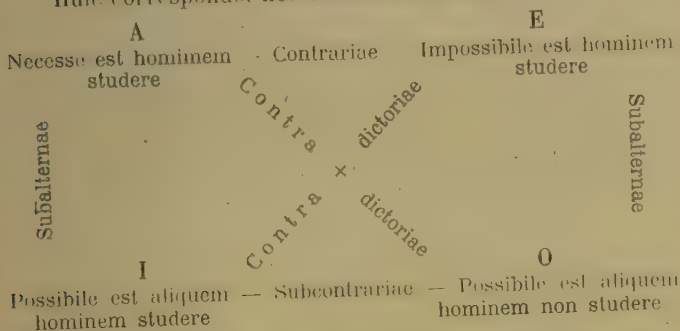 A
E
Necesse est hominem - Contrariae Impossibile est hominem
studere
studere
Contra
dictoriae
Subalternae
Subalternae
×
Contra
dictoriae
I
O
Possibile est aliquem — Subcontrariae — Possibile est aliquem
hominem studere
hominem non studere